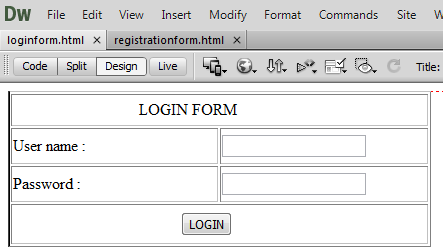 Dw File Edit View Insert Modify Format Commands Site W
loginform.html × registrationform.html ×
Code Split Design Live Title:
LOGIN FORM
User name :
Password :
LOGIN